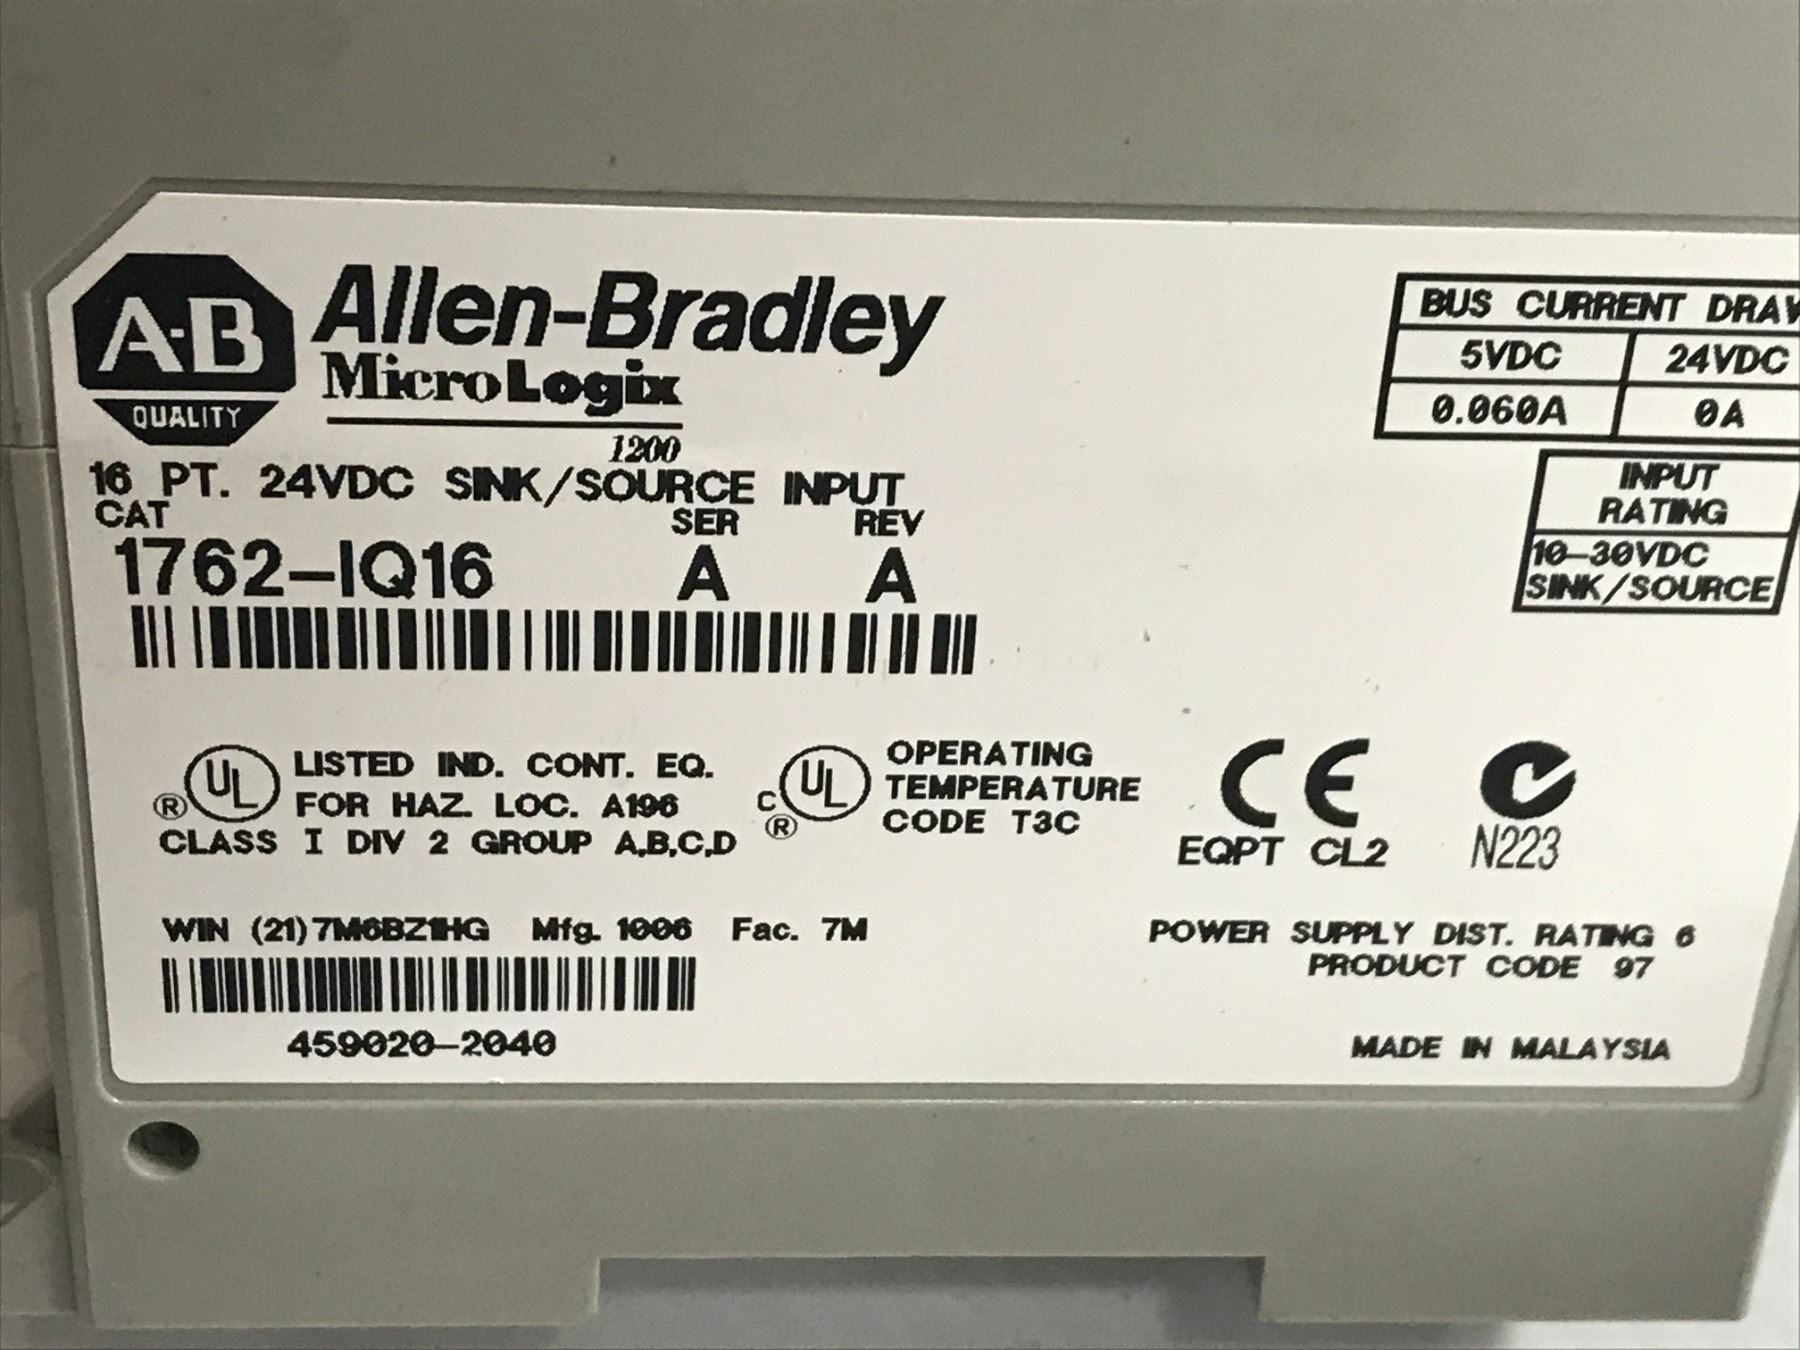 A-B
QUALITY
Allen-Bradley
MicroLogix
1200
16 PT. 24VDC SINK/SOURCE INPUT
CAT SER REV
1762-IQ16 A A
BUS CURRENT DRAW
5VDC 24VDC
0.060A 0A
INPUT
RATING
10-30VDC
SINK/SOURCE
® UL LISTED IND. CONT. EQ.
FOR HAZ. LOC. A196
CLASS I DIV 2 GROUP A,B,C,D
C UL ® OPERATING
TEMPERATURE
CODE T3C
CE
EQPT CL2
N223
WIN (21)7M6BZ1HG Mfg. 1006 Fac. 7M
459020-2040
POWER SUPPLY DIST. RATING 6
PRODUCT CODE 97
MADE IN MALAYSIA